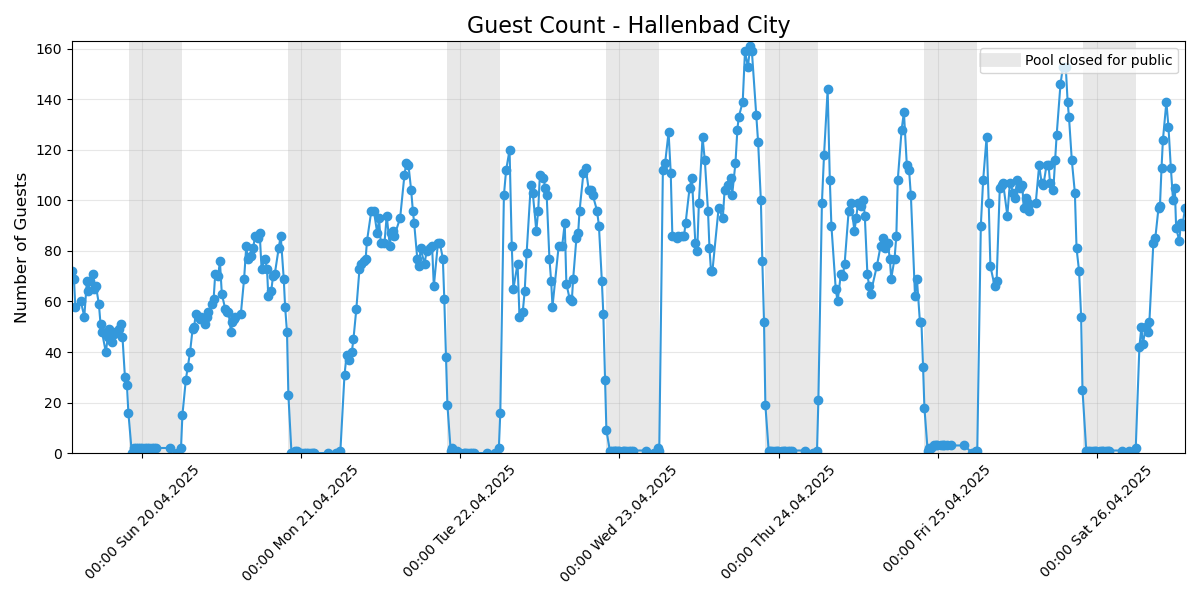 Guest Count - Hallenbad City
Number of Guests
160
140
120
100
80
60
40
20
0
Pool closed for public
00:00 Sun 20.04.2025
00:00 Mon 21.04.2025
00:00 Tue 22.04.2025
00:00 Wed 23.04.2025
00:00 Thu 24.04.2025
00:00 Fri 25.04.2025
00:00 Sat 26.04.2025